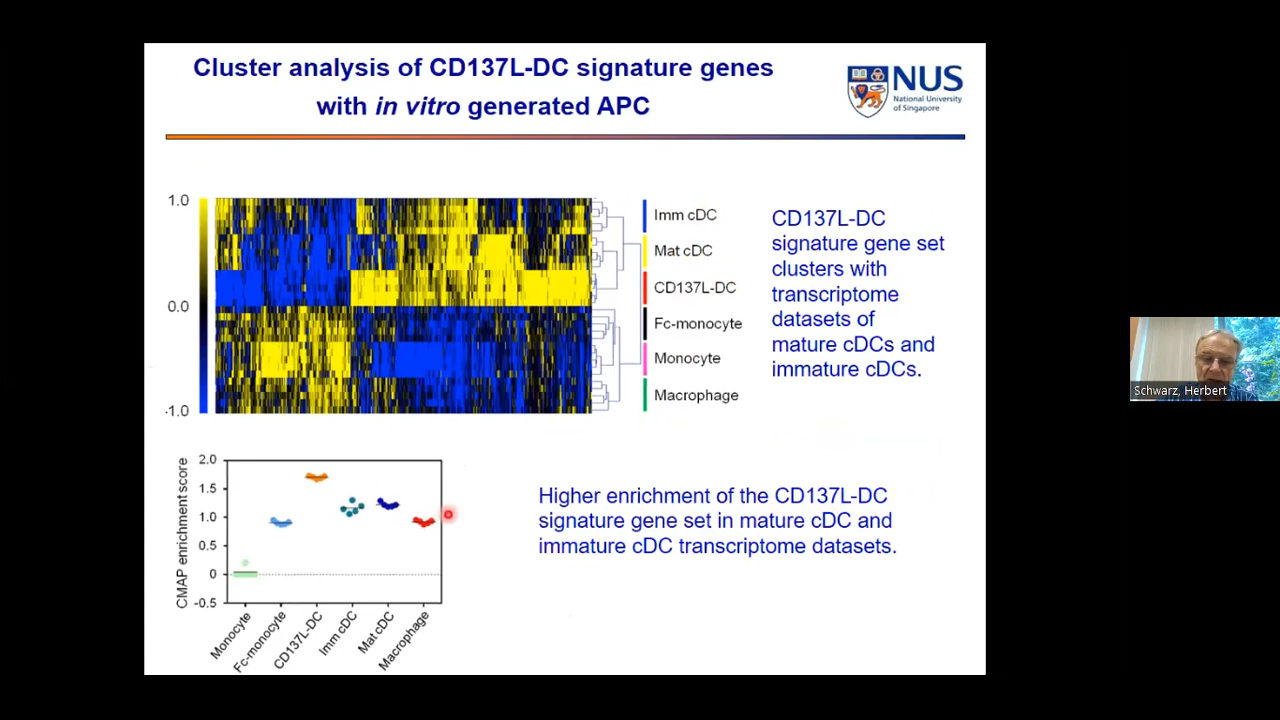 Cluster analysis of CD137L-DC signature genes
with in vitro generated APC
NUS
National University
of Singapore
1.0
0.0
-1.0
Imm cDC
Mat cDC
CD137L-DC
Fc-monocyte
Monocyte
Macrophage
CD137L-DC
signature gene set
clusters with
transcriptome
datasets of
mature cDCs and
immature cDCs.
Schwarz, Herbert
CMAP enrichment score
2.0
1.5
1.0
0.5
0
-0.5
Monocyte
Fc-monocyte
CD137L-DC
Imm cDC
Mat cDC
Macrophage
Higher enrichment of the CD137L-DC
signature gene set in mature cDC and
immature cDC transcriptome datasets.